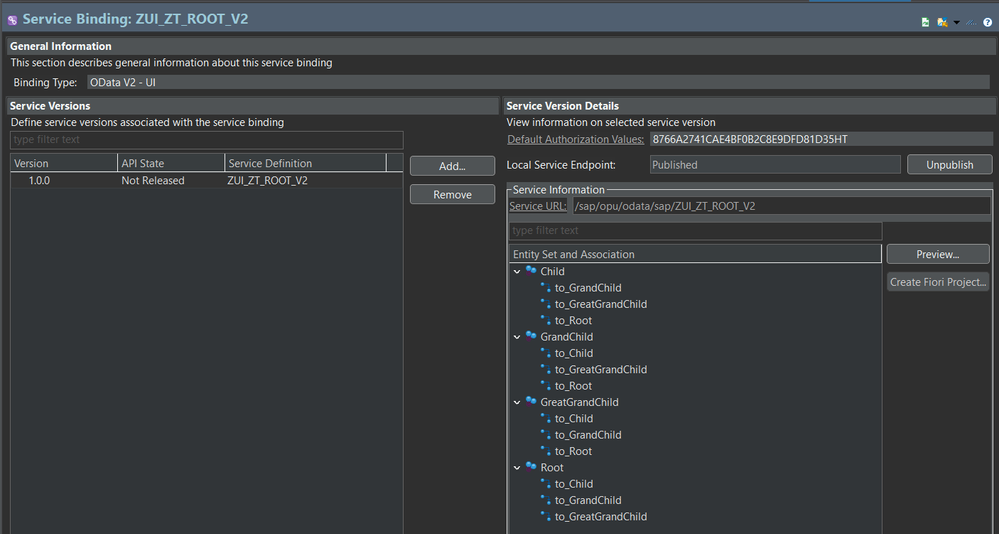 Service Binding: ZUI_ZT_ROOT_V2
General Information
This section describes general information about this service binding
Binding Type: OData V2 - UI
Service Versions
Define service versions associated with the service binding
type filter text
Version API State Service Definition
1.0.0 Not Released ZUI_ZT_ROOT_V2
Add...
Remove
Service Version Details
View information on selected service version
Default Authorization Values: 8766A2741CAE4BF0B2C8E9DFD81D35HT
Local Service Endpoint: Published Unpublish
Service Information
Service URL: /sap/opu/odata/sap/ZUI_ZT_ROOT_V2
type filter text
Entity Set and Association
Preview...
Create Fiori Project...
Child
to_GrandChild
to_GreatGrandChild
to_Root
GrandChild
to_Child
to_GreatGrandChild
to_Root
GreatGrandChild
to_Child
to_GrandChild
to_Root
Root
to_Child
to_GrandChild
to_GreatGrandChild